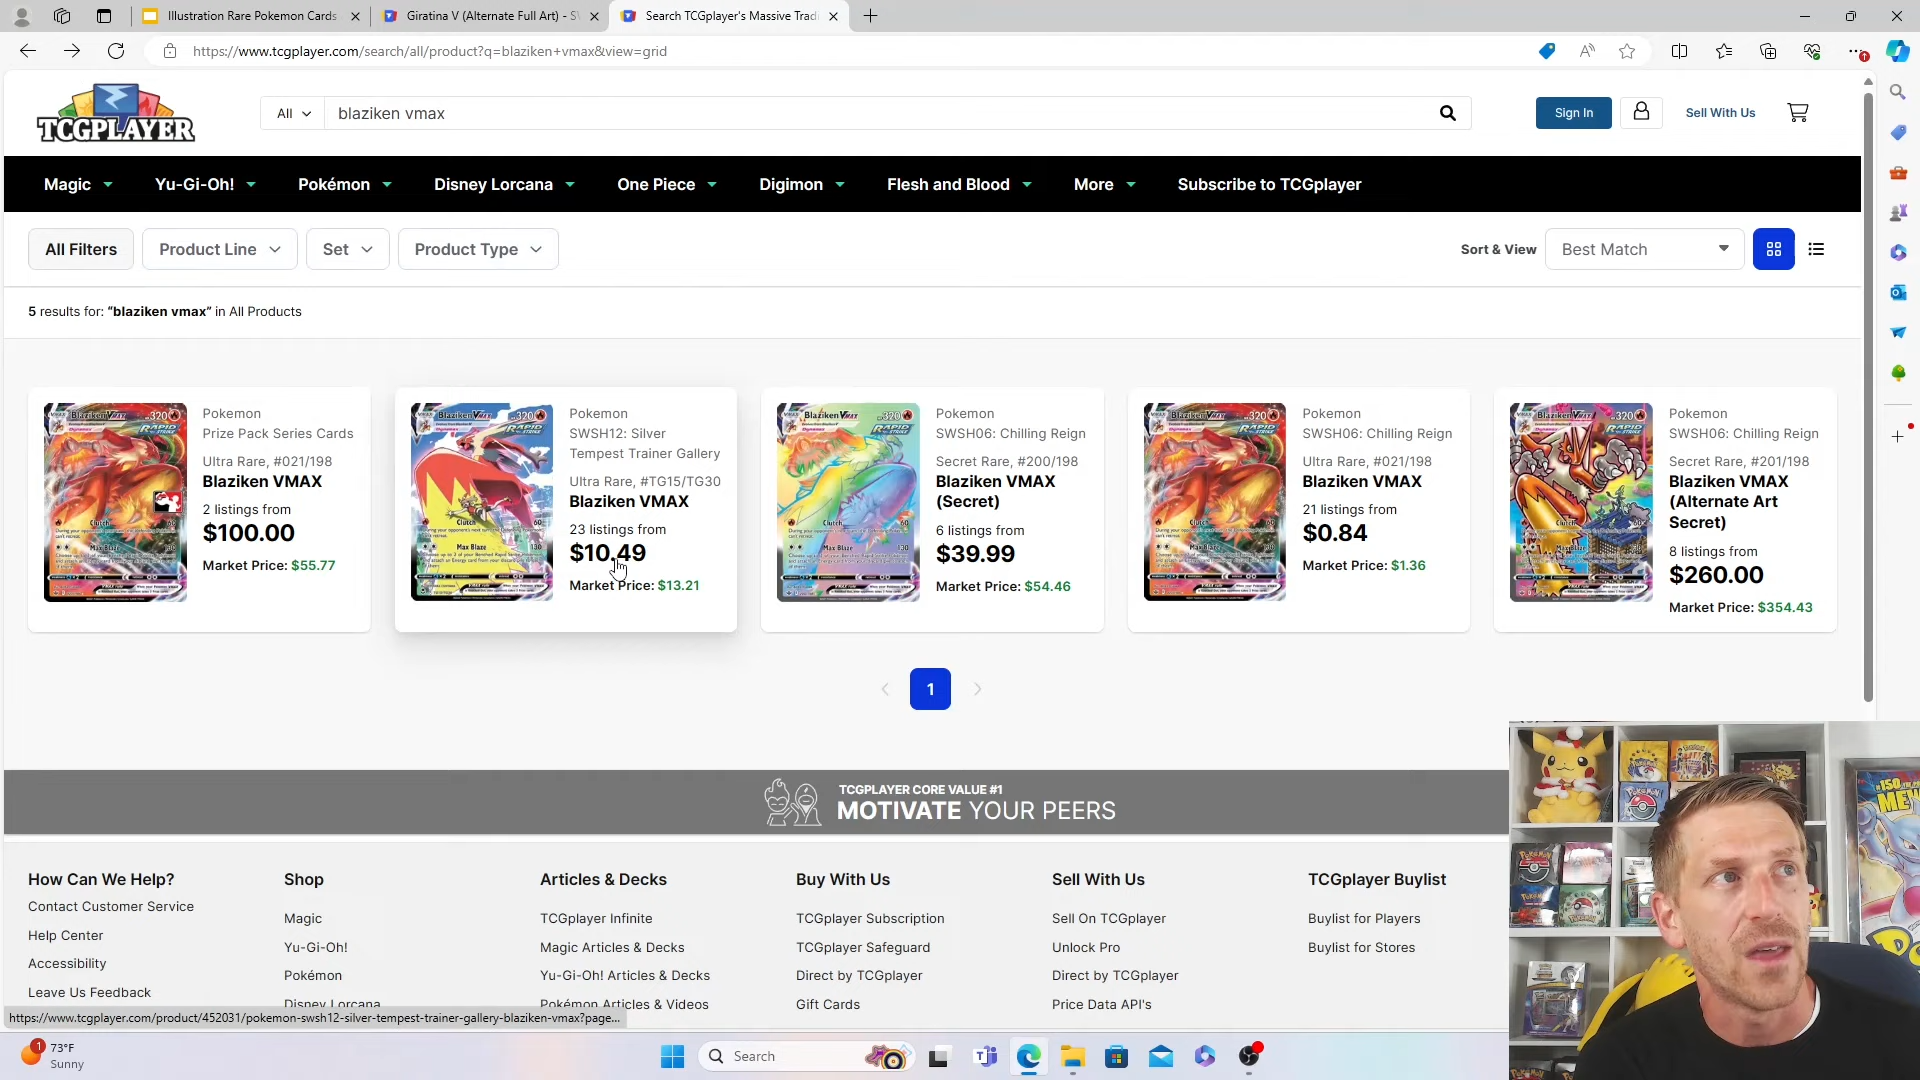 Illustration Rare Pokemon Cards
Giratina V (Alternate Full Art) - SV
Search TCGplayer's Massive Tradi
https://www.tcgplayer.com/search/all/product?q=blaziken+vmax&view=grid
TCGPLAYER
All
blaziken vmax
Sign In
Sell With Us
Magic
Yu-Gi-Oh!
Pokémon
Disney Lorcana
One Piece
Digimon
Flesh and Blood
More
Subscribe to TCGplayer
All Filters
Product Line
Set
Product Type
Sort & View
Best Match
5 results for: “blaziken vmax” in All Products
Pokemon
Prize Pack Series Cards
Ultra Rare, #021/198
Blaziken VMAX
2 listings from
$100.00
Market Price: $55.77
Pokemon
SWSH12: Silver
Tempest Trainer Gallery
Ultra Rare, #TG15/TG30
Blaziken VMAX
23 listings from
$10.49
Market Price: $13.21
Pokemon
SWSH06: Chilling Reign
Secret Rare, #200/198
Blaziken VMAX
(Secret)
6 listings from
$39.99
Market Price: $54.46
Pokemon
SWSH06: Chilling Reign
Ultra Rare, #021/198
Blaziken VMAX
21 listings from
$0.84
Market Price: $1.36
Pokemon
SWSH06: Chilling Reign
Secret Rare, #201/198
Blaziken VMAX
(Alternate Art
Secret)
8 listings from
$260.00
Market Price: $354.43
1
TCGPLAYER CORE VALUE #1
MOTIVATE YOUR PEERS
How Can We Help?
Contact Customer Service
Help Center
Accessibility
Leave Us Feedback
Shop
Magic
Yu-Gi-Oh!
Pokémon
Disney Lorcana
Articles & Decks
TCGplayer Infinite
Magic Articles & Decks
Yu-Gi-Oh! Articles & Decks
Pokémon Articles & Videos
Buy With Us
TCGplayer Subscription
TCGplayer Safeguard
Direct by TCGplayer
Gift Cards
Sell With Us
Sell On TCGplayer
Unlock Pro
Direct by TCGplayer
Price Data API's
TCGplayer Buylist
Buylist for Players
Buylist for Stores
https://www.tcgplayer.com/product/452031/pokemon-swsh12-silver-tempest-trainer-gallery-blaziken-vmax?page...
1
73°F
Sunny
Search